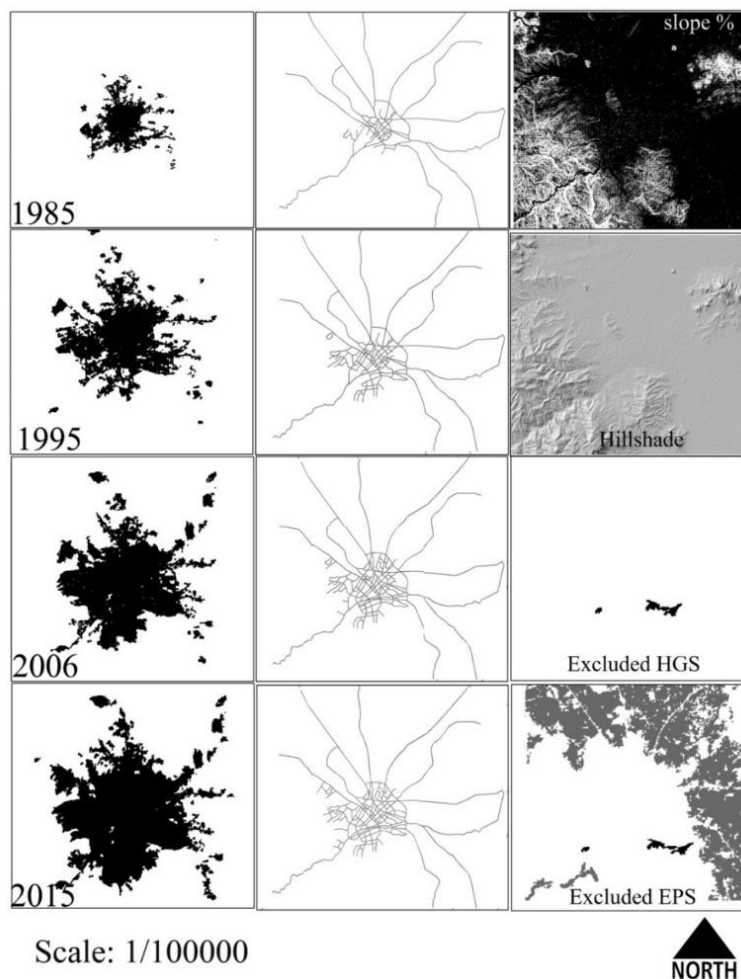 slope %
1985
1995
Hillshade
2006
Excluded HGS
2015
Excluded EPS
Scale: 1/100000
NORTH